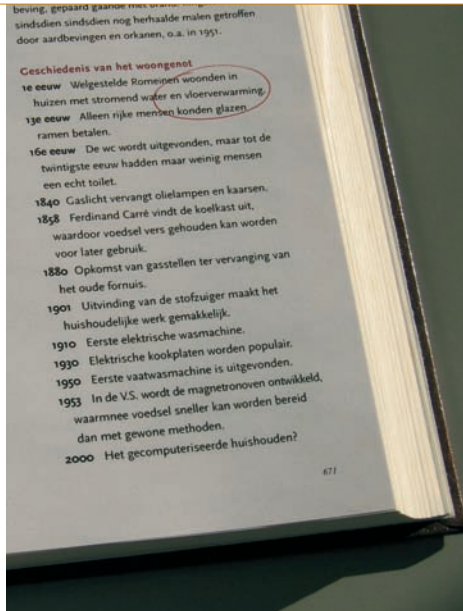 beving, gepaard gaande met
sindsdien sindsdien nog herhaalde malen getroffen
door aardbevingen en orkanen, o.a. in 1951.
Geschiedenis van het woongenot
1e eeuw Welgestelde Romeinen woonden in
huizen met stromend water en vloerverwarming.
13e eeuw Alleen rijke mensen konden glazen
ramen betalen.
16e eeuw De wc wordt uitgevonden, maar tot de
twintigste eeuw hadden maar weinig mensen
een echt toilet.
1840 Gaslicht vervangt olielampen en kaarsen.
1858 Ferdinand Carré vindt de koelkast uit,
waardoor voedsel vers gehouden kan worden
voor later gebruik.
1880 Opkomst van gasstellen ter vervanging van
het oude fornuis.
1901 Uitvinding van de stofzuiger maakt het
huishoudelijke werk gemakkelijk.
1910 Eerste elektrische wasmachine.
1930 Elektrische kookplaten worden populair.
1950 Eerste vaatwasmachine is uitgevonden.
1953 In de V.S. wordt de magnetronoven ontwikkeld,
waarmnee voedsel sneller kan worden bereid
dan met gewone methoden.
2000 Het gecomputeriseerde huishouden?
671